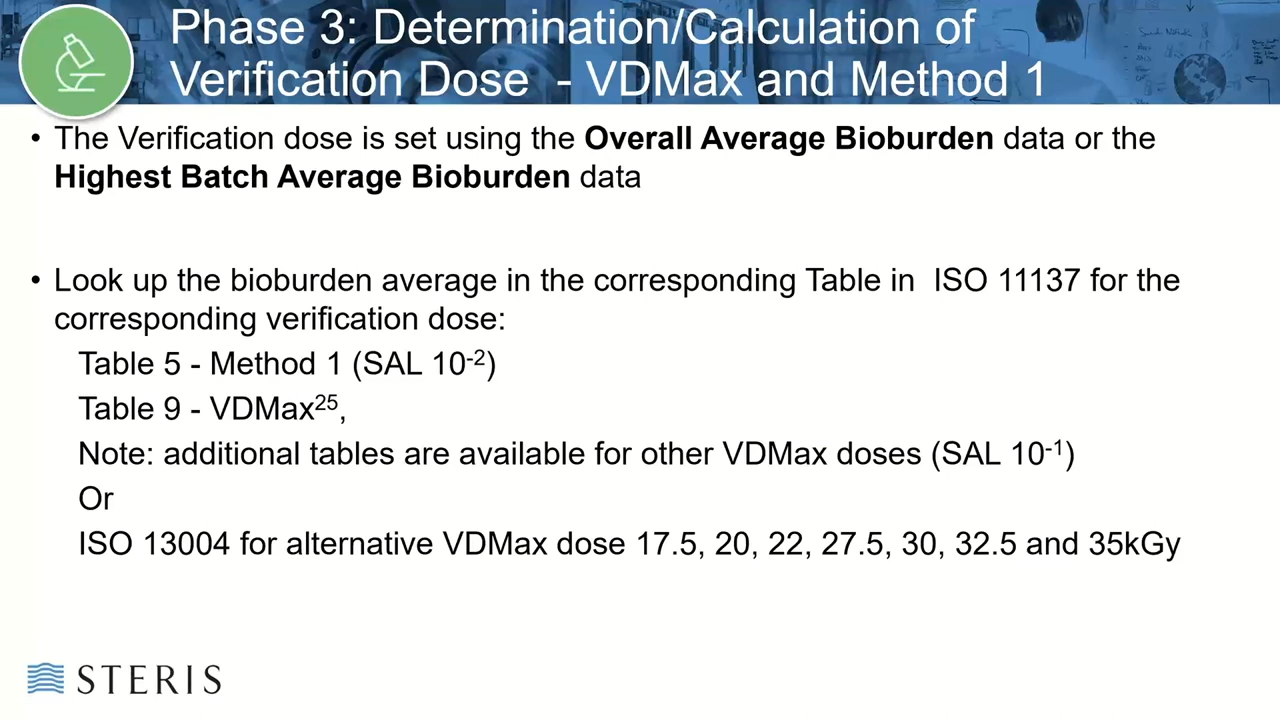 Phase 3: Determination/Calculation of
Verification Dose - VDMax and Method 1
• The Verification dose is set using the Overall Average Bioburden data or the
Highest Batch Average Bioburden data
• Look up the bioburden average in the corresponding Table in ISO 11137 for the
corresponding verification dose:
Table 5 - Method 1 (SAL 10⁻²)
Table 9 - VDMax²⁵,
Note: additional tables are available for other VDMax doses (SAL 10⁻¹)
Or
ISO 13004 for alternative VDMax dose 17.5, 20, 22, 27.5, 30, 32.5 and 35kGy
STERIS